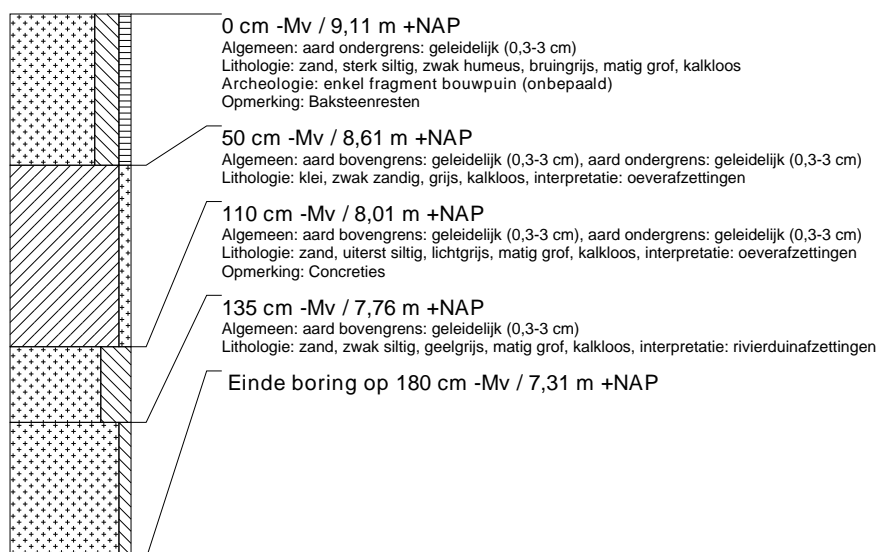 0 cm -Mv / 9,11 m +NAP
Algemeen: aard ondergrens: geleidelijk (0,3-3 cm)
Lithologie: zand, sterk siltig, zwak humeus, bruingrijs, matig grof, kalkloos
Archeologie: enkel fragment bouwpuin (onbepaald)
Opmerking: Baksteenresten
50 cm -Mv / 8,61 m +NAP
Algemeen: aard bovengrens: geleidelijk (0,3-3 cm), aard ondergrens: geleidelijk (0,3-3 cm)
Lithologie: klei, zwak zandig, grijs, kalkloos, interpretatie: oeverafzettingen
110 cm -Mv / 8,01 m +NAP
Algemeen: aard bovengrens: geleidelijk (0,3-3 cm), aard ondergrens: geleidelijk (0,3-3 cm)
Lithologie: zand, uiterst siltig, lichtgrijs, matig grof, kalkloos, interpretatie: oeverafzettingen
Opmerking: Concreties
135 cm -Mv / 7,76 m +NAP
Algemeen: aard bovengrens: geleidelijk (0,3-3 cm)
Lithologie: zand, zwak siltig, geelgrijs, matig grof, kalkloos, interpretatie: rivierduinafzettingen
Einde boring op 180 cm -Mv / 7,31 m +NAP